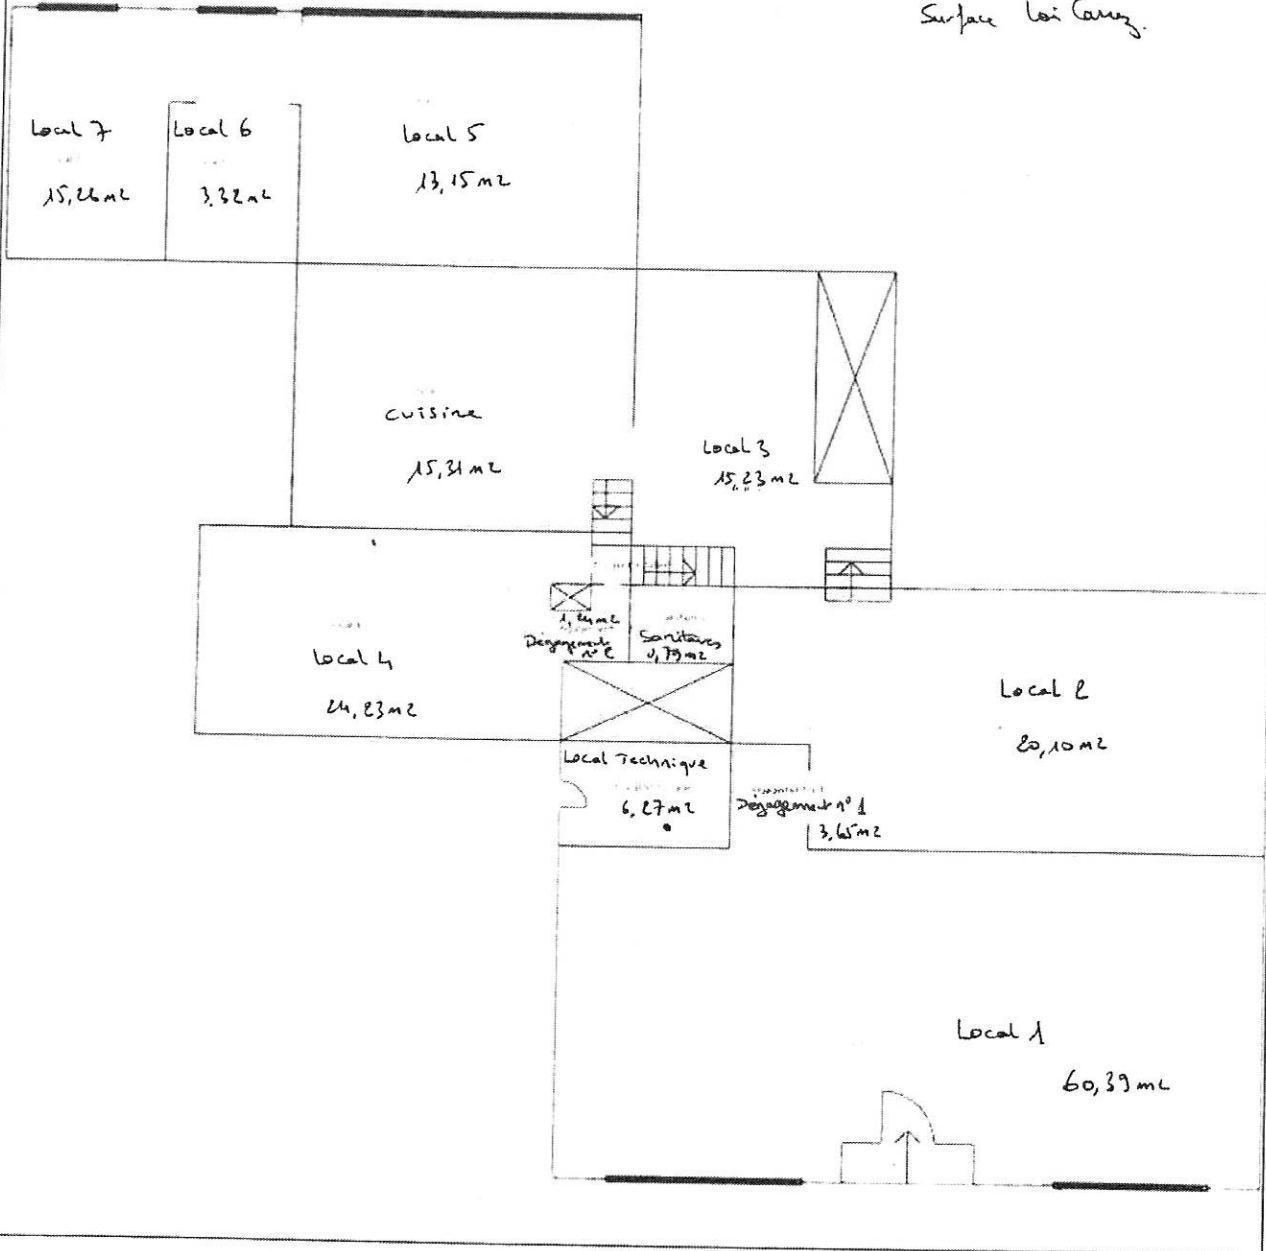 Surface Loi Carrez.
Local 7
15,26 m2
Local 6
3,32 m2
Local 5
13,15 m2
cuisine
15,31 m2
Local 3
15,23 m2
1,24 m2
Dégagement
n° 2
Sanitaires
0,79 m2
Local 4
24,23 m2
Local 2
20,10 m2
Local Technique
6,27 m2
Dégagement n° 1
3,65 m2
Local 1
60,39 m2